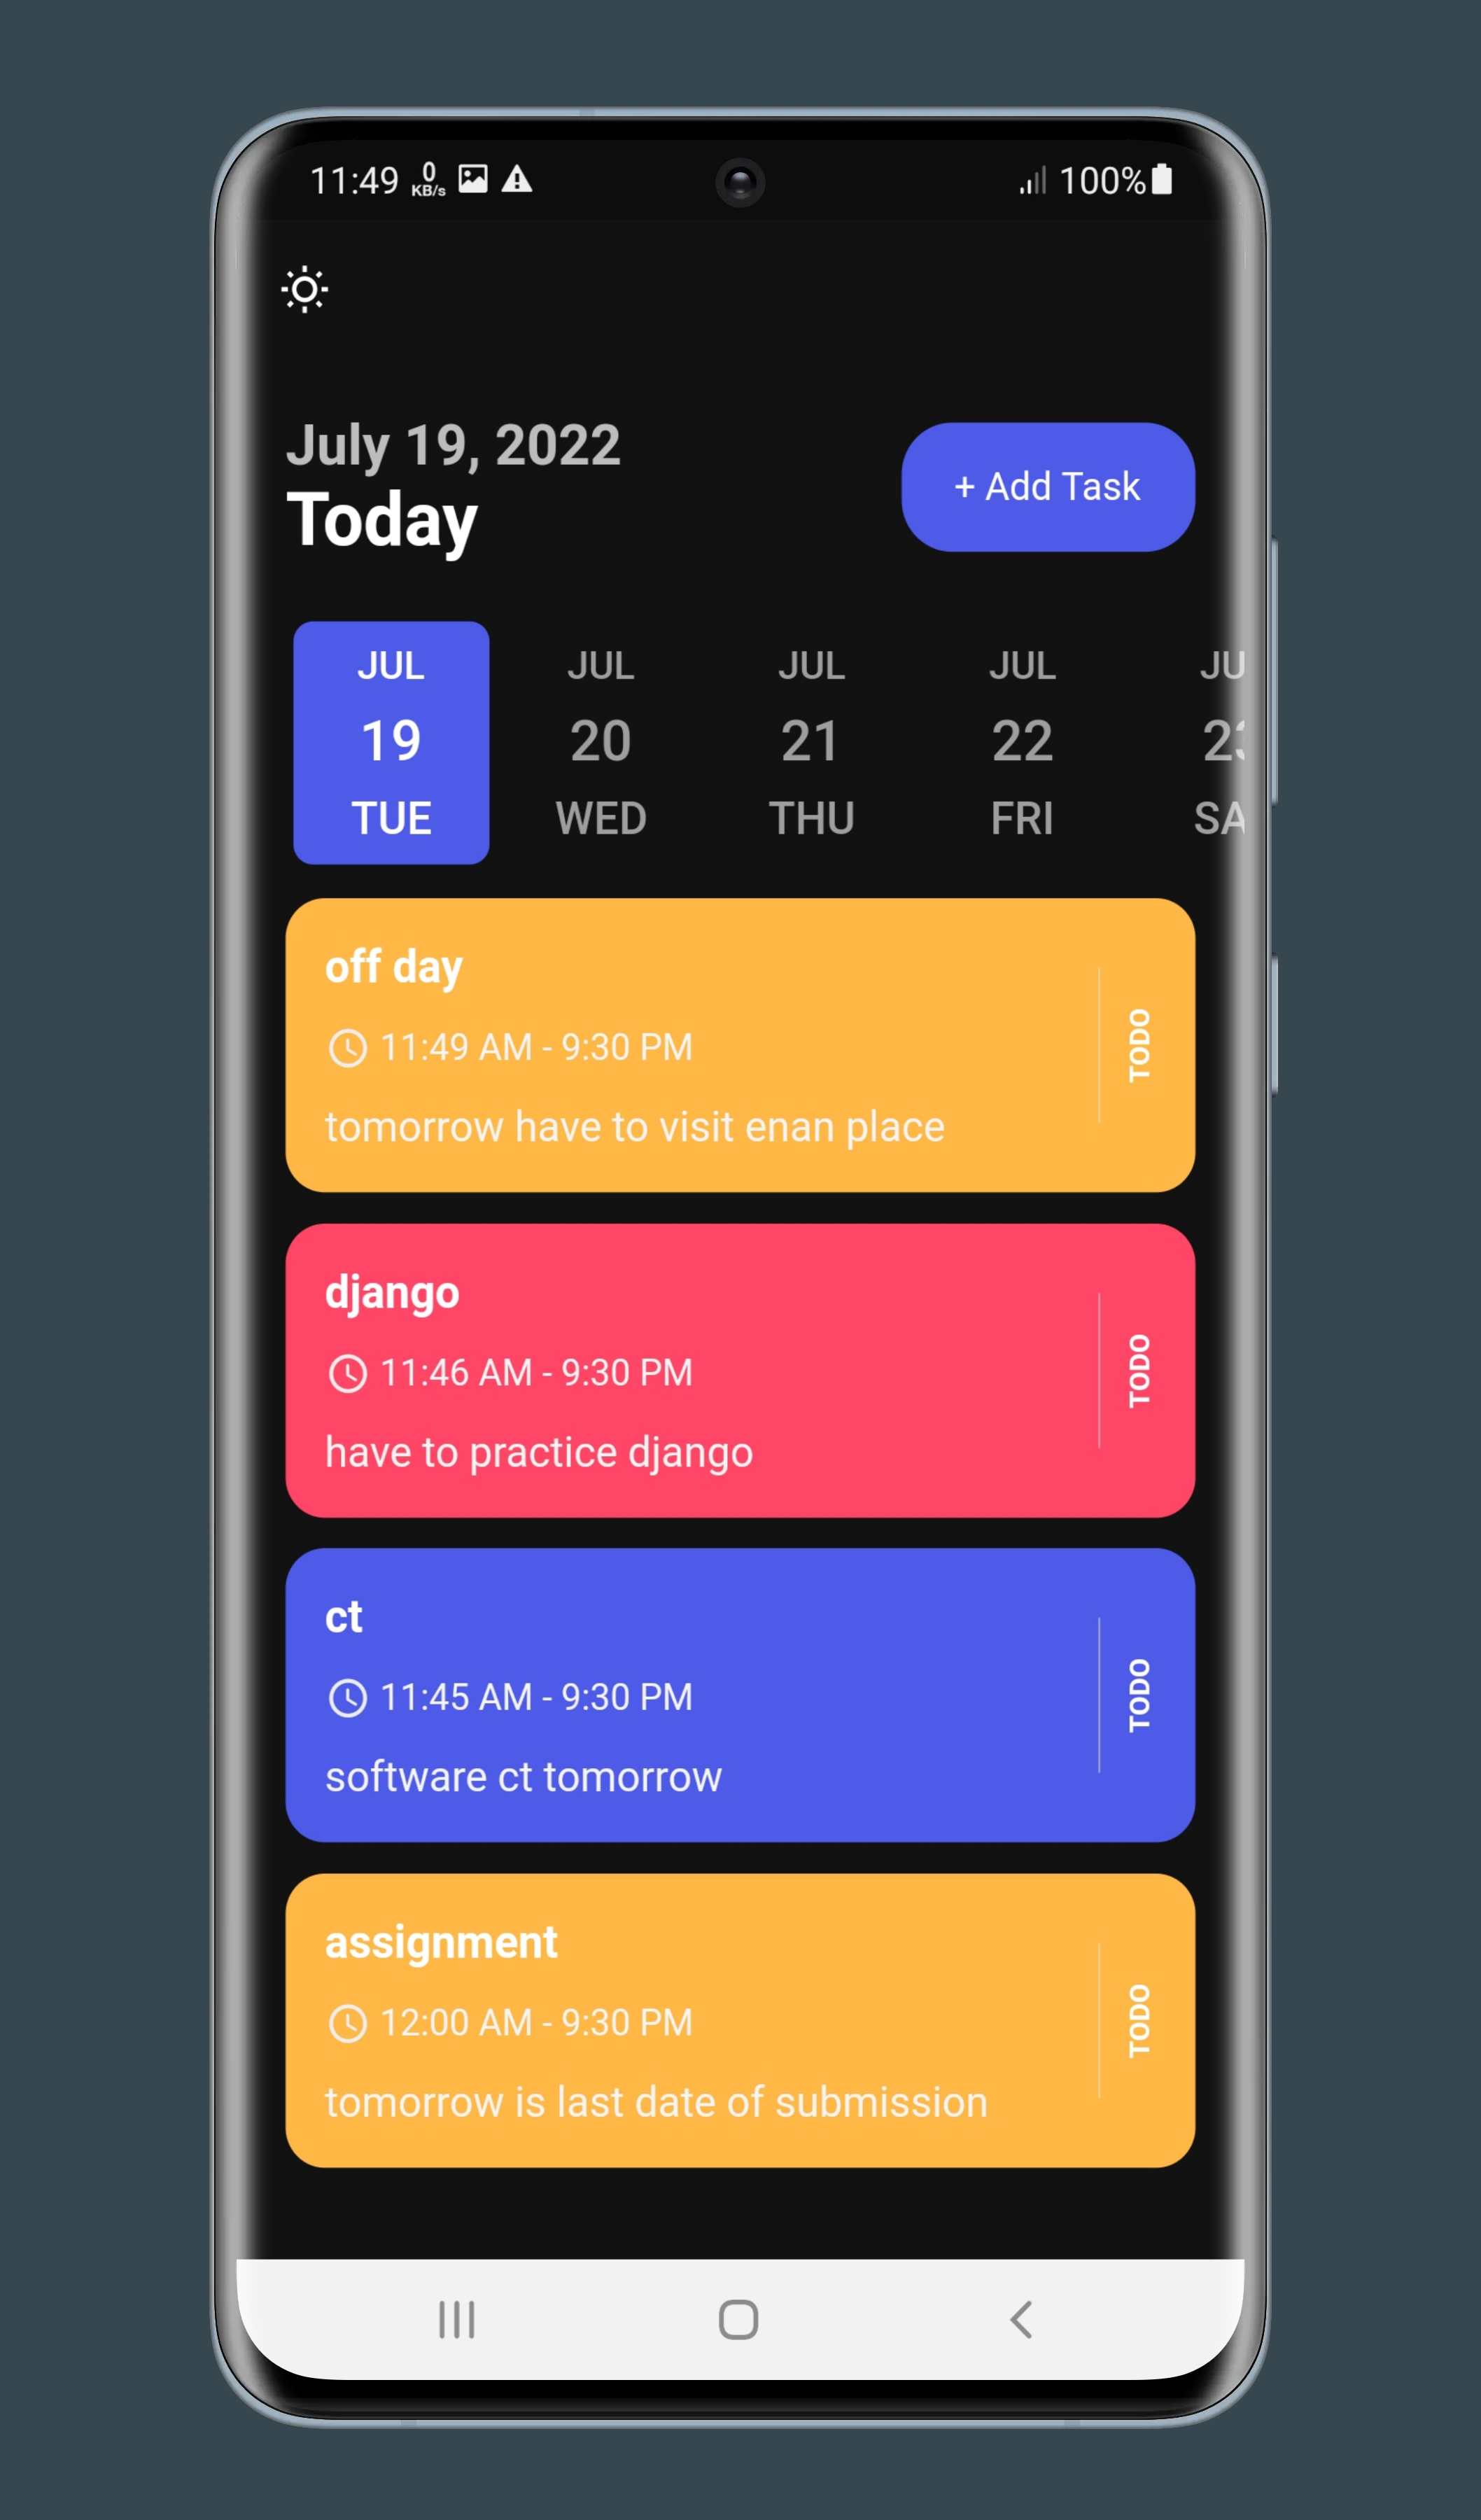 11:49 0 KB/s 100%
July 19, 2022
Today
+ Add Task
JUL JUL JUL JUL JU
19 20 21 22
TUE WED THU FRI SA
off day
11:49 AM - 9:30 PM
tomorrow have to visit enan place
TODO
django
11:46 AM - 9:30 PM
have to practice django
TODO
ct
11:45 AM - 9:30 PM
software ct tomorrow
TODO
assignment
12:00 AM - 9:30 PM
tomorrow is last date of submission
TODO